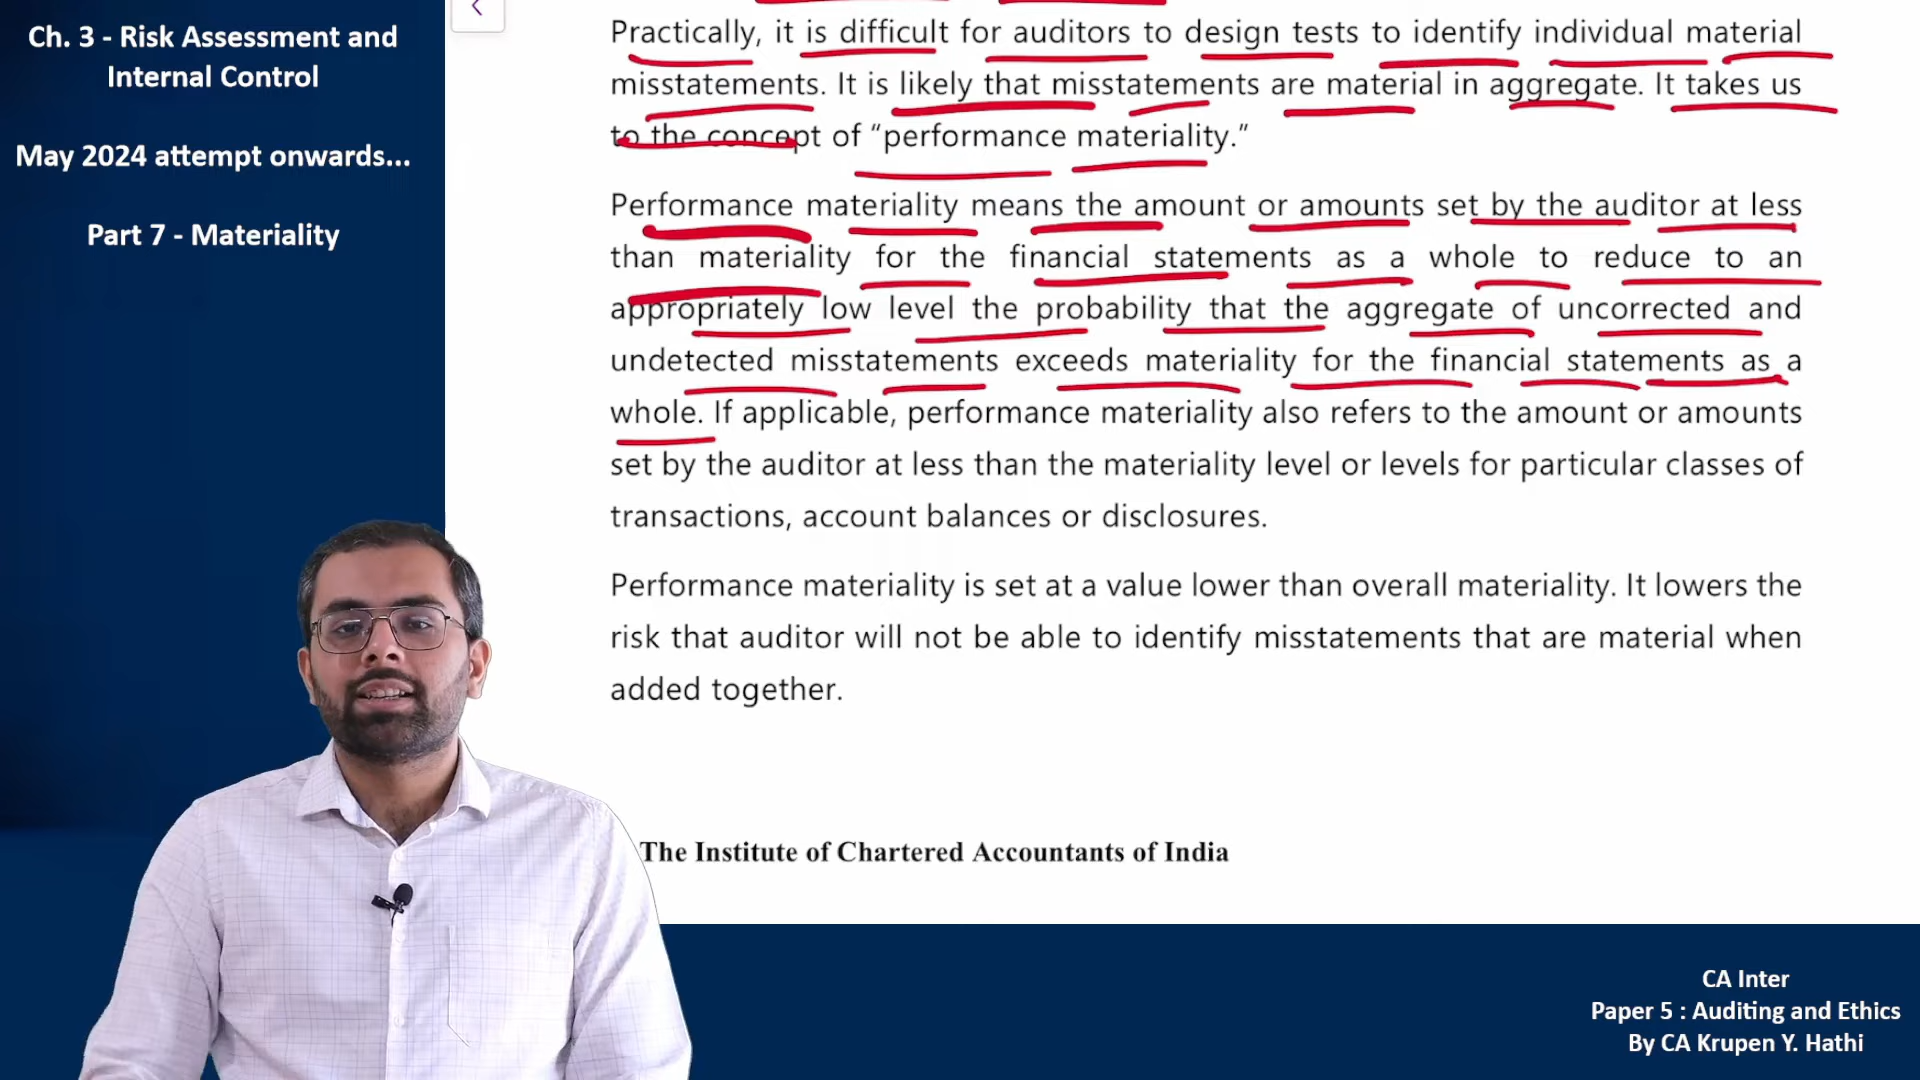 Ch. 3 - Risk Assessment and
Internal Control
May 2024 attempt onwards...
Part 7 - Materiality
Practically, it is difficult for auditors to design tests to identify individual material
misstatements. It is likely that misstatements are material in aggregate. It takes us
to the concept of “performance materiality.”
Performance materiality means the amount or amounts set by the auditor at less
than materiality for the financial statements as a whole to reduce to an
appropriately low level the probability that the aggregate of uncorrected and
undetected misstatements exceeds materiality for the financial statements as a
whole. If applicable, performance materiality also refers to the amount or amounts
set by the auditor at less than the materiality level or levels for particular classes of
transactions, account balances or disclosures.
Performance materiality is set at a value lower than overall materiality. It lowers the
risk that auditor will not be able to identify misstatements that are material when
added together.
The Institute of Chartered Accountants of India
CA Inter
Paper 5 : Auditing and Ethics
By CA Krupen Y. Hathi